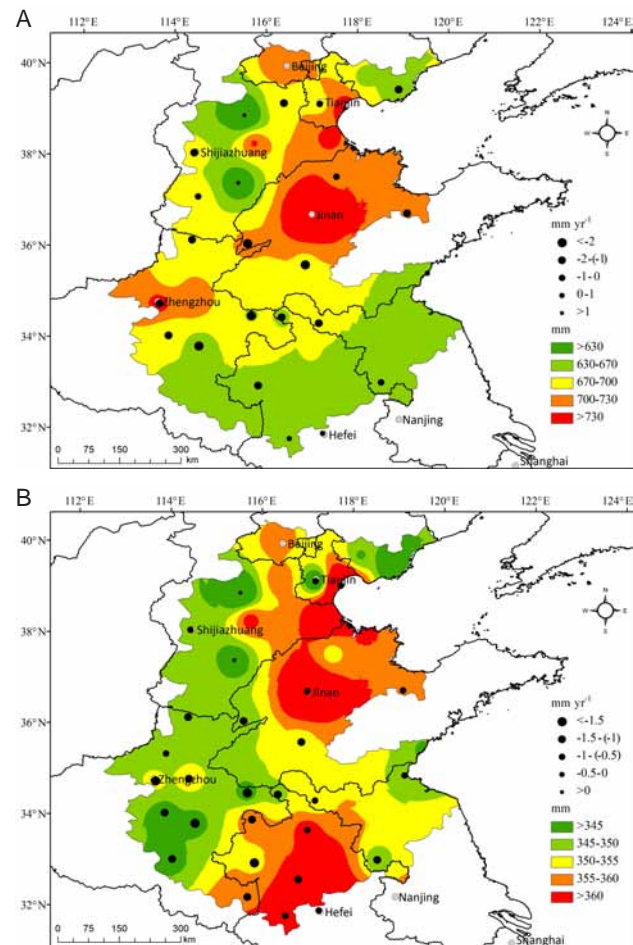 A
112°E 114°E 116°E 118°E 120°E 122°E 124°E
40°N
38°N
36°N
34°N
32°N
Beijing
Tianjin
Shijiazhuang
Jinan
Zhengzhou
Nanjing
Hefei
Shanghai
N
W E
S
mm yr-1
<-2
-2-(-1)
-1-0
0-1
>1
mm
>630
630-670
670-700
700-730
>730
0 75 150 300
km
B
112°E 114°E 116°E 118°E 120°E 122°E 124°E
40°N
38°N
36°N
34°N
32°N
Beijing
Tianjin
Shijiazhuang
Jinan
Zhengzhou
Nanjing
Hefei
Shanghai
N
W E
S
mm yr-1
<-1.5
-1.5-(-1)
-1-(-0.5)
-0.5-0
>0
mm
>345
345-350
350-355
355-360
>360
0 75 150 300
km